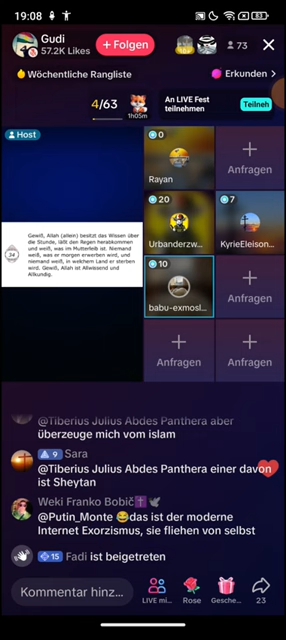 19:08
53
Gudi
57.2K Likes
+ Folgen
73
Wöchentliche Rangliste
Erkunden >
4/63
1h05m
An LIVE Fest
teilnehmen
Teilneh
Host
0
Rayan
Anfragen
20
Urbanderzw...
7
KyrieEleison...
10
babu-exmosl...
Anfragen
Anfragen
Anfragen
34
Gewiß, Allah (allein) besitzt das Wissen über
die Stunde, läßt den Regen herabkommen
und weiß, was im Mutterleib ist. Niemand
weiß, was er morgen erwerben wird, und
niemand weiß, in welchem Land er sterben
wird. Gewiß, Allah ist Allwissend und
Allkundig.
@Tiberius Julius Abdes Panthera aber
überzeuge mich vom islam
9 Sara
@Tiberius Julius Abdes Panthera einer davon
ist Sheytan
Weki Franko Bobič✝️🕊
@Putin_Monte 😂das ist der moderne
Internet Exorzismus, sie fliehen von selbst
15 Fadi ist beigetreten
Kommentar hinz...
LIVE mi...
Rose
Gesche...
23